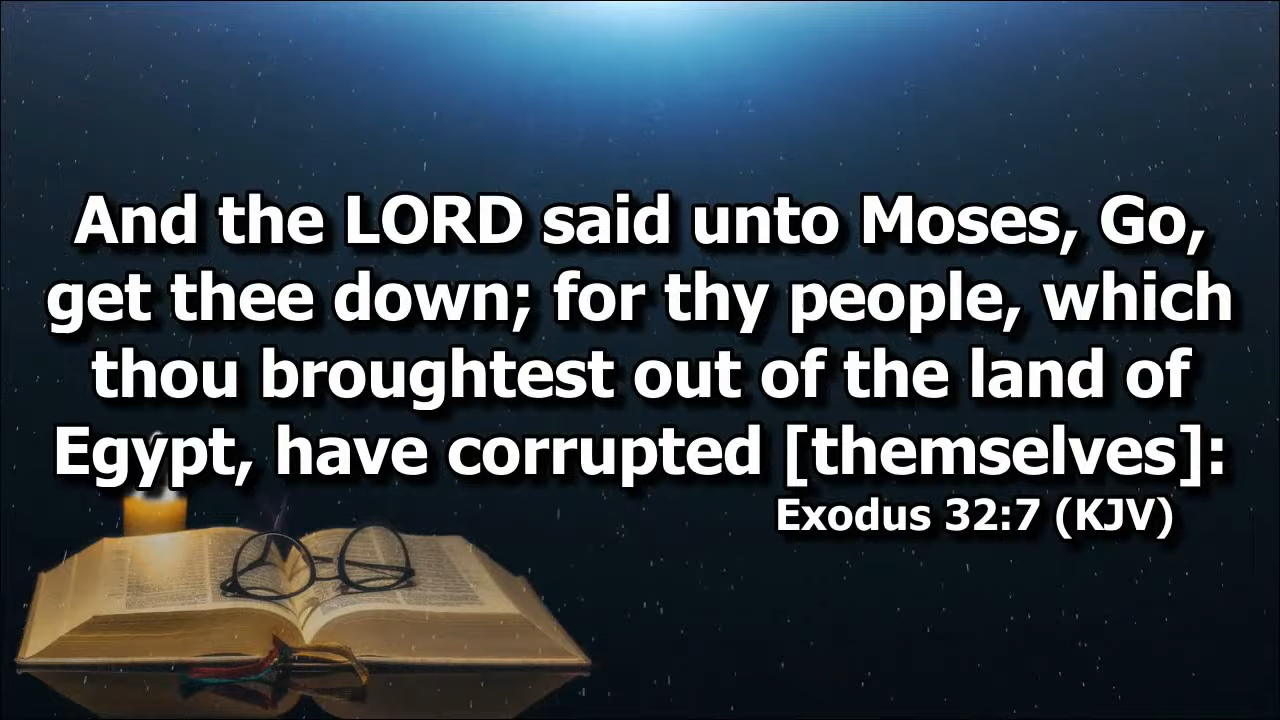 And the LORD said unto Moses, Go,
get thee down; for thy people, which
thou broughtest out of the land of
Egypt, have corrupted [themselves]:
Exodus 32:7 (KJV)